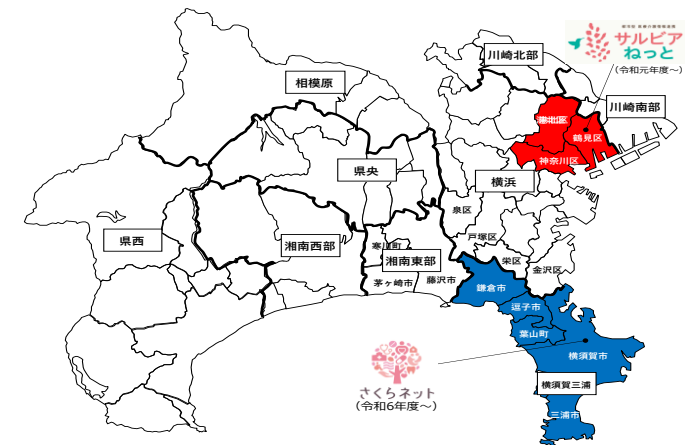 サルビア
ねっと
(令和元年度～)
川崎北部
相模原
川崎南部
鶴見区
神奈川区
県央
横浜
泉区
戸塚区
県西
湘南西部
寒川町
湘南東部
栄区
金沢区
茅ヶ崎市
藤沢市
鎌倉市
逗子市
葉山町
横須賀市
さくらネット
(令和6年度～)
横須賀三浦
三浦市